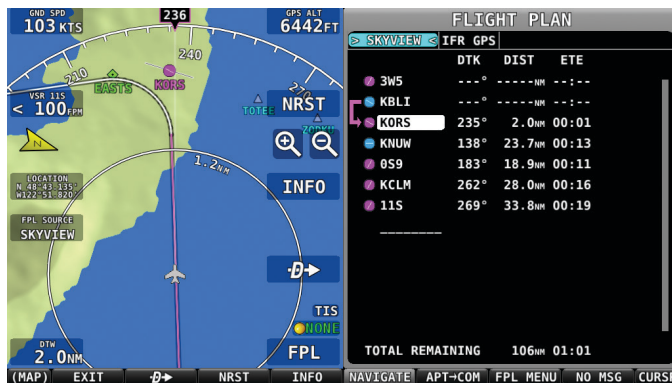 GND SPD
103 KTS
236
GPS ALT
6442FT
240
210
270
EASTS
KORS
TOTEE
VSR 11S
< 100FPM
NRST
N
1.2NM
LOCATION
N 48°43.135'
W122°51.820'
INFO
FPL SOURCE
SKYVIEW
D
TIS
NONE
DTW
2.0NM
FPL
(MAP) EXIT D NRST INFO
FLIGHT PLAN
> SKYVIEW < IFR GPS
DTK DIST ETE
3W5 ---° -----NM --:--
KBLI ---° -----NM --:--
KORS 235° 2.0NM 00:01
KNUW 138° 23.7NM 00:13
0S9 183° 18.9NM 00:11
KCLM 262° 28.0NM 00:16
11S 269° 33.8NM 00:19
________
TOTAL REMAINING 106NM 01:01
NAVIGATE APT→COM FPL MENU NO MSG CURS